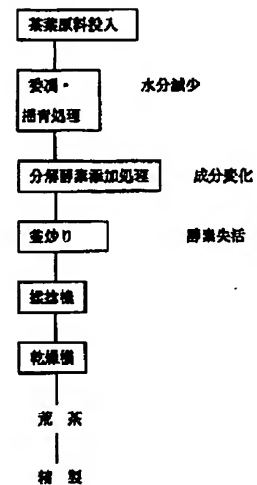 茶葉原料投入
萎凋・ 水分減少
揺青処理
分解酵素添加処理 成分変化
釜炒り 酵素失活
揉捻機
乾燥機
荒 茶
精 製